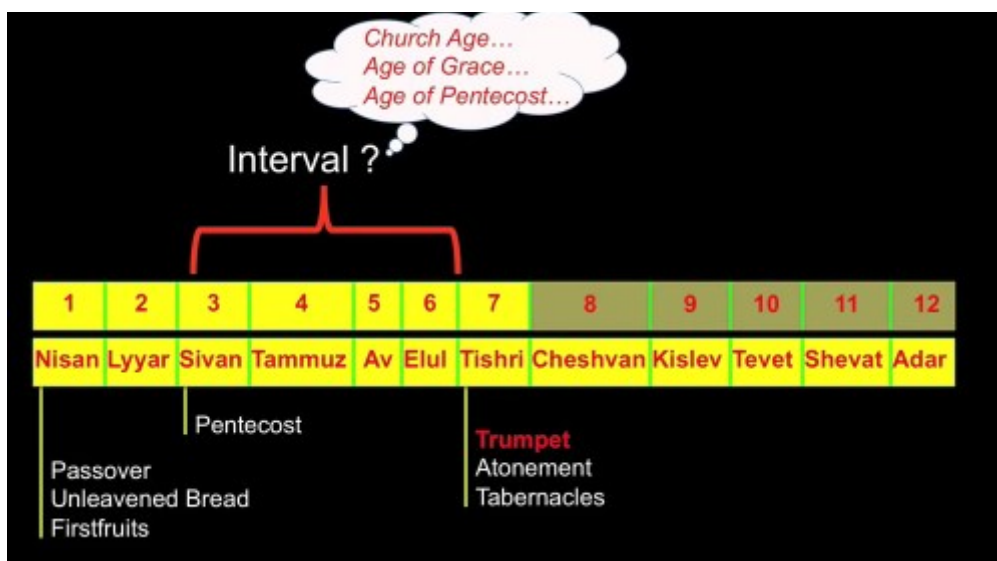 Church Age...
Age of Grace...
Age of Pentecost...
Interval ?
1 2 3 4 5 6 7 8 9 10 11 12
Nisan Lyyar Sivan Tammuz Av Elul Tishri Cheshvan Kislev Tevet Shevat Adar
Pentecost
Passover
Unleavened Bread
Firstfruits
Trumpet
Atonement
Tabernacles